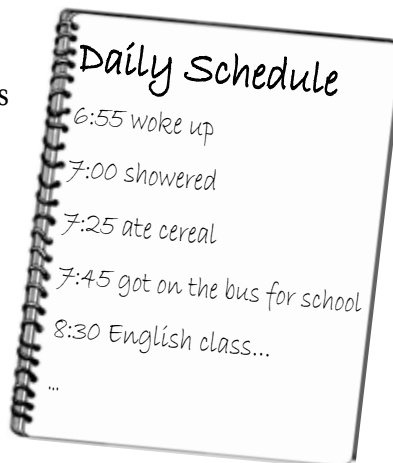 Daily Schedule
s
6:55 woke up
7:00 showered
7:25 ate cereal
7:45 got on the bus for school
8:30 English class...
...